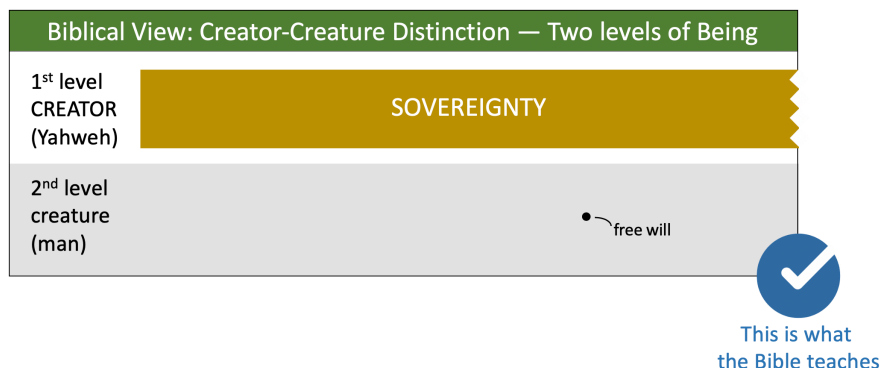 Biblical View: Creator-Creature Distinction — Two levels of Being
1st level
CREATOR
(Yahweh)
SOVEREIGNTY
2nd level
creature
(man)
free will
This is what
the Bible teaches